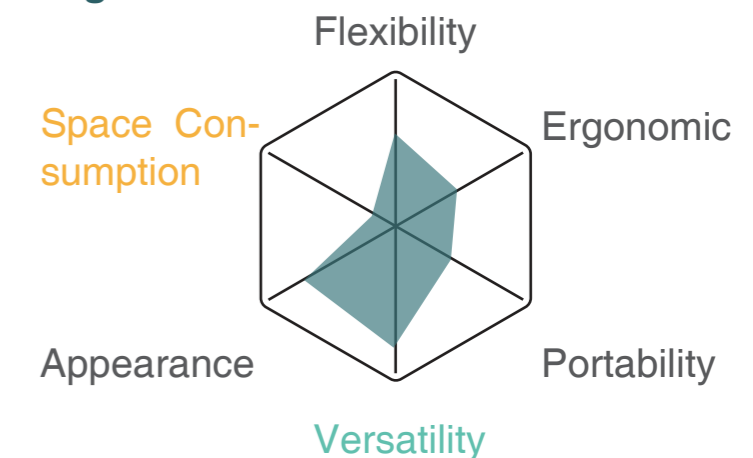 Flexibility
Space Con-
sumption
Ergonomic
Appearance
Portability
Versatility